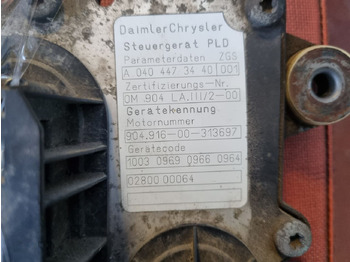 DaimlerChrysler
Steuergerät PLD
Parameterdaten ZGS
A 040 447 34 40 001
Zertifizierungs-Nr.
OM 904 LA.III/2-00
Gerätekennung
Motornummer
904.916-00-313697
Gerätecode
1003 0969 0966 0964
02800 00064